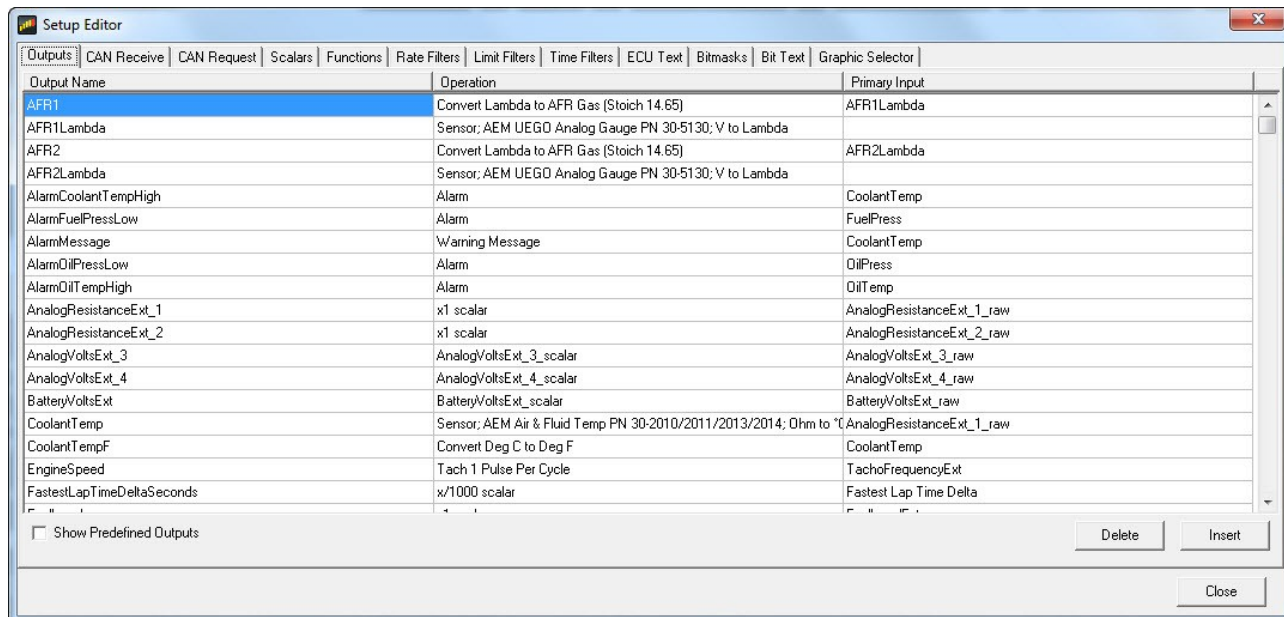 Setup Editor
Outputs CAN Receive CAN Request Scalars Functions Rate Filters Limit Filters Time Filters ECU Text Bitmasks Bit Text Graphic Selector
Output Name Operation Primary Input
AFR1 Convert Lambda to AFR Gas (Stoich 14.65) AFR1Lambda
AFR1Lambda Sensor; AEM UEGO Analog Gauge PN 30-5130; V to Lambda
AFR2 Convert Lambda to AFR Gas (Stoich 14.65) AFR2Lambda
AFR2Lambda Sensor; AEM UEGO Analog Gauge PN 30-5130; V to Lambda
AlarmCoolantTempHigh Alarm CoolantTemp
AlarmFuelPressLow Alarm FuelPress
AlarmMessage Warning Message CoolantTemp
AlarmOilPressLow Alarm OilPress
AlarmOilTempHigh Alarm OilTemp
AnalogResistanceExt_1 x1 scalar AnalogResistanceExt_1_raw
AnalogResistanceExt_2 x1 scalar AnalogResistanceExt_2_raw
AnalogVoltsExt_3 AnalogVoltsExt_3_scalar AnalogVoltsExt_3_raw
AnalogVoltsExt_4 AnalogVoltsExt_4_scalar AnalogVoltsExt_4_raw
BatteryVoltsExt BatteryVoltsExt_scalar BatteryVoltsExt_raw
CoolantTemp Sensor; AEM Air & Fluid Temp PN 30-2010/2011/2013/2014; Ohm to AnalogResistanceExt_1_raw
CoolantTempF Convert Deg C to Deg F CoolantTemp
EngineSpeed Tach 1 Pulse Per Cycle TachoFrequencyExt
FastestLapTimeDeltaSeconds x/1000 scalar Fastest Lap Time Delta
Show Predefined Outputs Delete Insert
Close